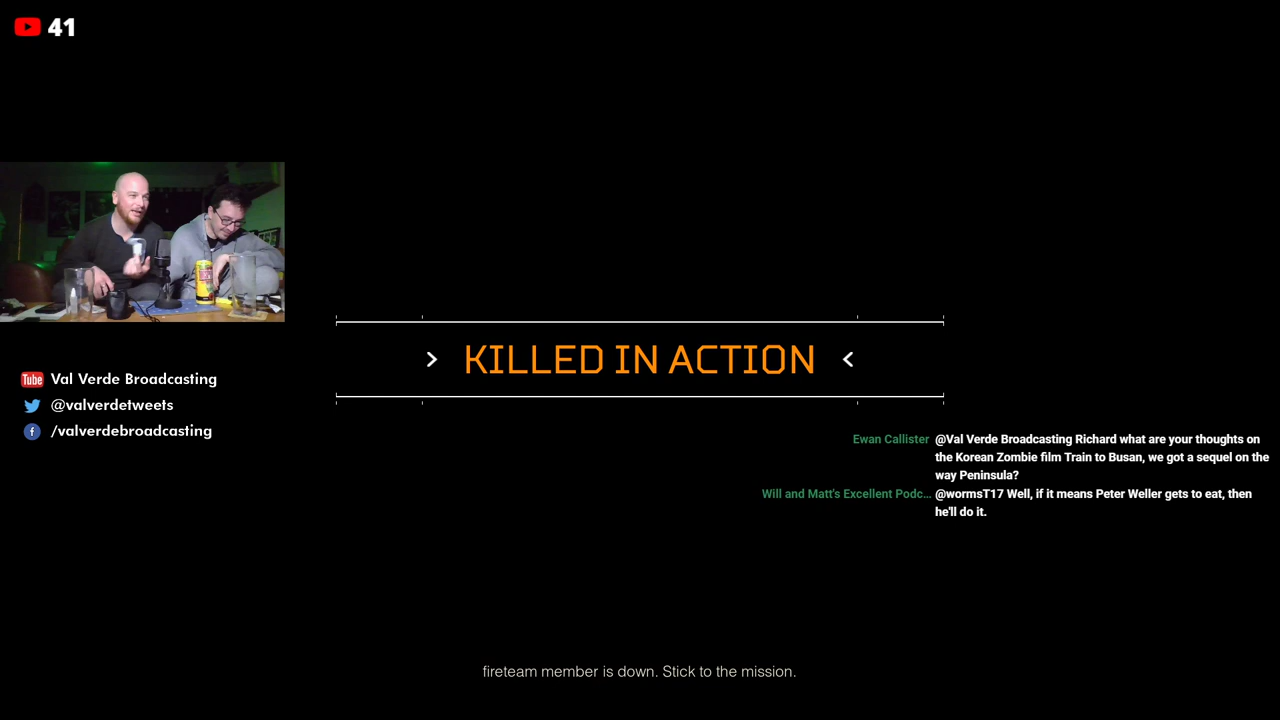 41
KILLED IN ACTION
Tube Val Verde Broadcasting
@valverdetweets
f /valverdebroadcasting
Ewan Callister @Val Verde Broadcasting Richard what are your thoughts on
the Korean Zombie film Train to Busan, we got a sequel on the
way Peninsula?
Will and Matt's Excellent Podc... @wormsT17 Well, if it means Peter Weller gets to eat, then
he'll do it.
fireteam member is down. Stick to the mission.